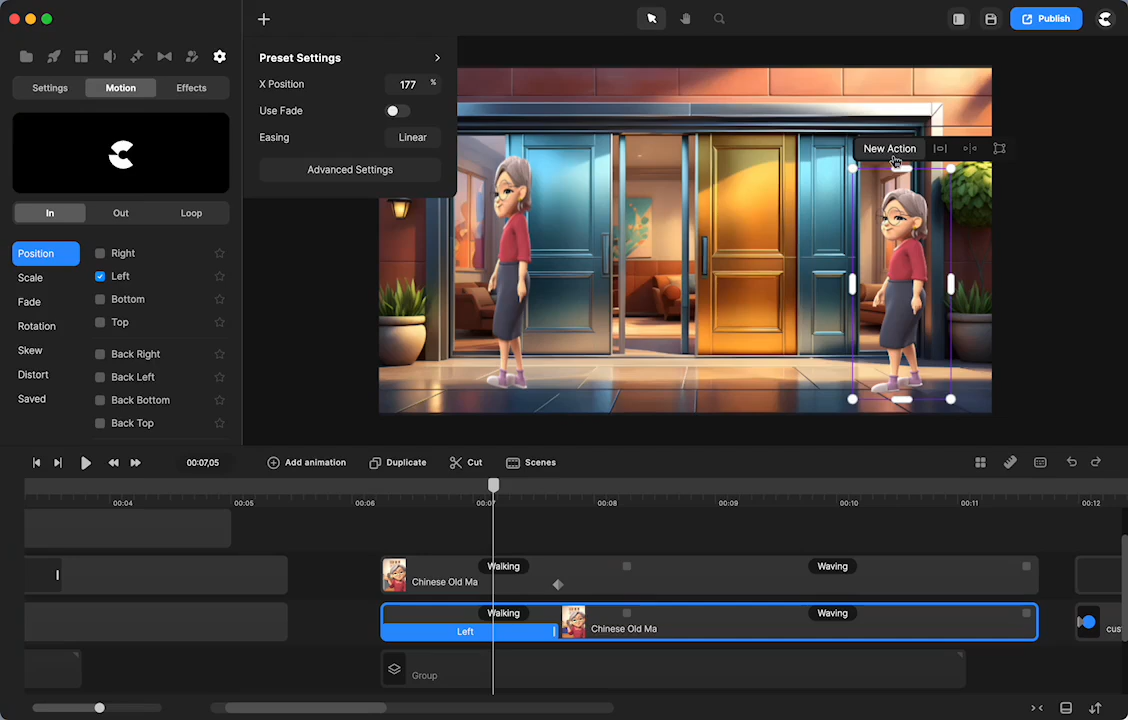 Publish
Settings
Motion
Effects
In
Out
Loop
Position
Scale
Fade
Rotation
Skew
Distort
Saved
Right
Left
Bottom
Top
Back Right
Back Left
Back Bottom
Back Top
Preset Settings
X Position
177 %
Use Fade
Easing
Linear
Advanced Settings
New Action
00:07,05
Add animation
Duplicate
Cut
Scenes
00:04
00:05
00:06
00:07
00:08
00:09
00:10
00:11
00:12
Walking
Waving
Chinese Old Ma
Walking
Waving
Left
Chinese Old Ma
cus
Group